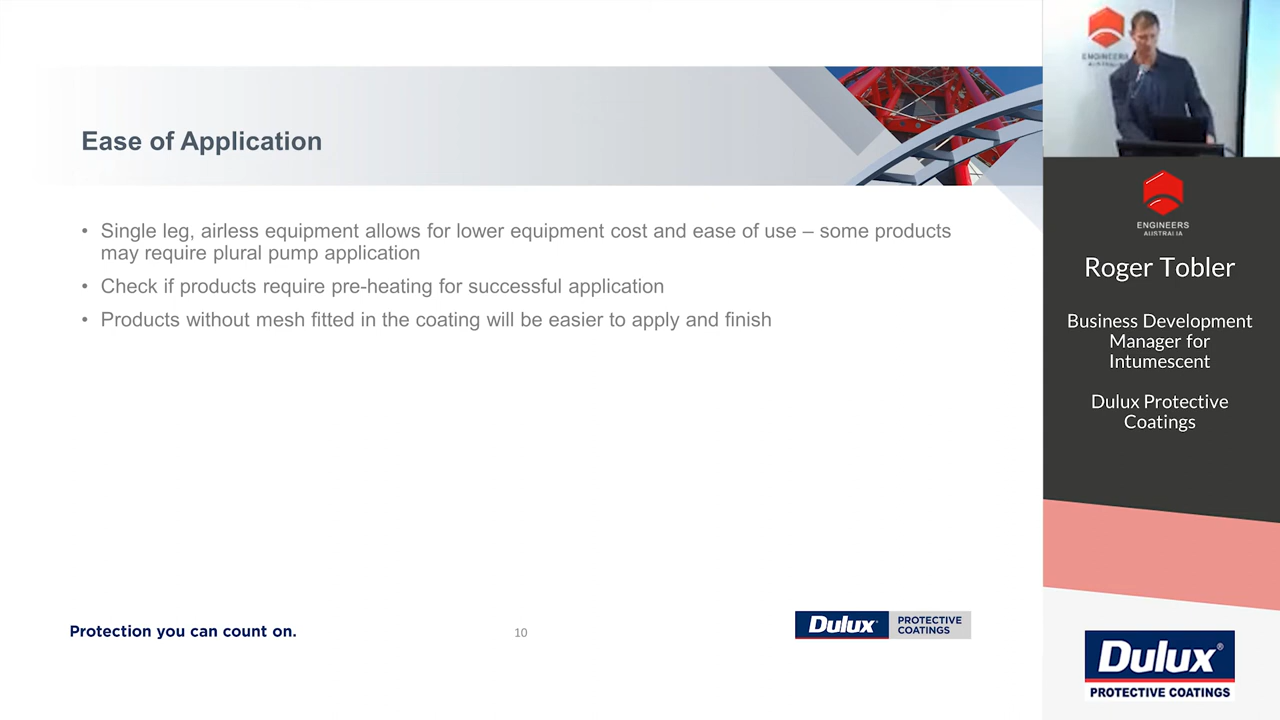 Ease of Application
• Single leg, airless equipment allows for lower equipment cost and ease of use – some products
may require plural pump application
• Check if products require pre-heating for successful application
• Products without mesh fitted in the coating will be easier to apply and finish
Protection you can count on.
10
Dulux
PROTECTIVE
COATINGS
ENGINEERS
AUSTRALIA
ENGINEERS
AUSTRALIA
Roger Tobler
Business Development
Manager for
Intumescent
Dulux Protective
Coatings
Dulux®
PROTECTIVE COATINGS